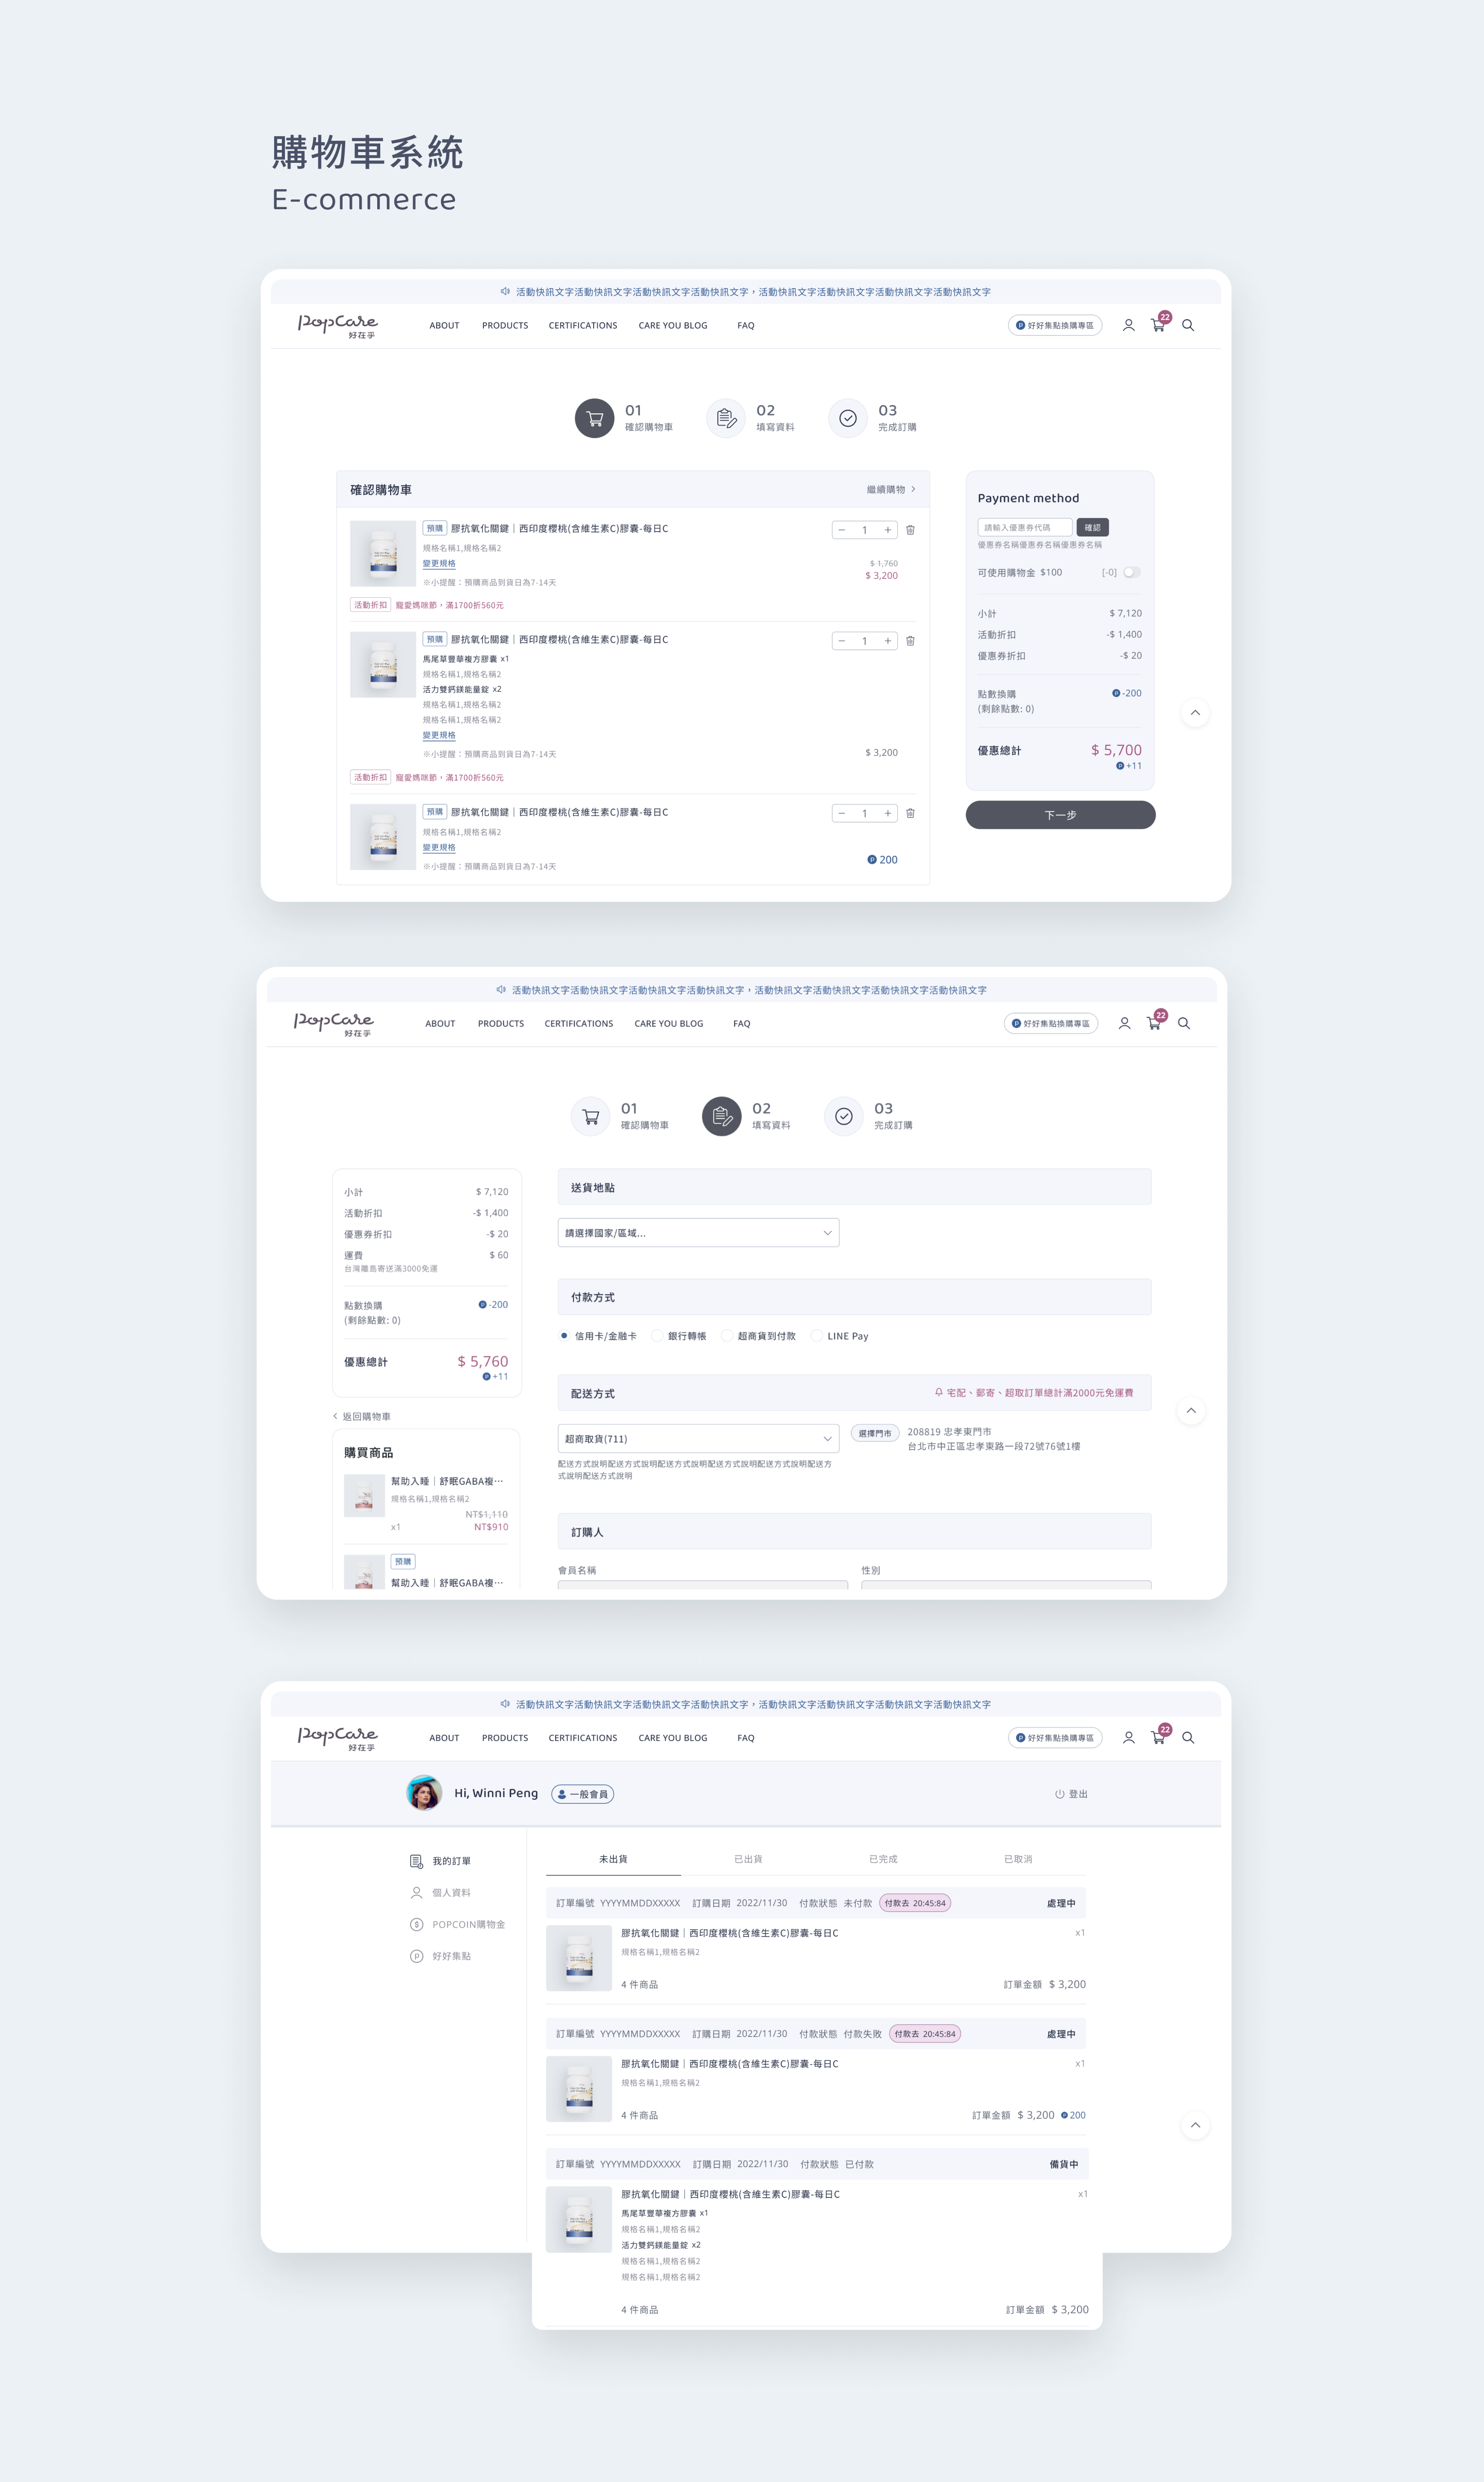 購物車系統
E-commerce
活動快訊文字活動快訊文字活動快訊文字活動快訊文字，活動快訊文字活動快訊文字活動快訊文字活動快訊文字
PopCare
好在乎
ABOUT PRODUCTS CERTIFICATIONS CARE YOU BLOG FAQ
P 好好集點換購專區 22
01
確認購物車
02
填寫資料
03
完成訂購
確認購物車 繼續購物
預購 膠抗氧化關鍵｜西印度櫻桃(含維生素C)膠囊-每日C
1
規格名稱1,規格名稱2
變更規格
$ 1,760
$ 3,200
※小提醒：預購商品到貨日為7-14天
活動折扣 寵愛媽咪節，滿1700折560元
預購 膠抗氧化關鍵｜西印度櫻桃(含維生素C)膠囊-每日C
1
馬尾草豐華複方膠囊 x1
規格名稱1,規格名稱2
活力雙鈣鎂能量錠 x2
規格名稱1,規格名稱2
規格名稱1,規格名稱2
變更規格
※小提醒：預購商品到貨日為7-14天
$ 3,200
活動折扣 寵愛媽咪節，滿1700折560元
預購 膠抗氧化關鍵｜西印度櫻桃(含維生素C)膠囊-每日C
1
規格名稱1,規格名稱2
變更規格
P 200
※小提醒：預購商品到貨日為7-14天
Payment method
請輸入優惠券代碼 確認
優惠券名稱優惠券名稱優惠券名稱
可使用購物金 $100 [-0]
小計 $ 7,120
活動折扣 -$ 1,400
優惠券折扣 -$ 20
點數換購 P -200
(剩餘點數: 0)
優惠總計 $ 5,700
P +11
下一步
活動快訊文字活動快訊文字活動快訊文字活動快訊文字，活動快訊文字活動快訊文字活動快訊文字活動快訊文字
PopCare
好在乎
ABOUT PRODUCTS CERTIFICATIONS CARE YOU BLOG FAQ
P 好好集點換購專區 22
01
確認購物車
02
填寫資料
03
完成訂購
小計 $ 7,120
活動折扣 -$ 1,400
優惠券折扣 -$ 20
運費 $ 60
台灣離島寄送滿3000免運
點數換購 P -200
(剩餘點數: 0)
優惠總計 $ 5,760
P +11
返回購物車
購買商品
幫助入睡｜舒眠GABA複⋯
規格名稱1,規格名稱2
NT$1,110
x1 NT$910
預購
幫助入睡｜舒眠GABA複⋯
送貨地點
請選擇國家/區域...
付款方式
信用卡/金融卡 銀行轉帳 超商貨到付款 LINE Pay
配送方式 宅配、郵寄、超取訂單總計滿2000元免運費
超商取貨(711) 選擇門市
208819 忠孝東門市
台北市中正區忠孝東路一段72號76號1樓
配送方式說明配送方式說明配送方式說明配送方式說明配送方式說明配送方
式說明配送方式說明
訂購人
會員名稱 性別
活動快訊文字活動快訊文字活動快訊文字活動快訊文字，活動快訊文字活動快訊文字活動快訊文字活動快訊文字
PopCare
好在乎
ABOUT PRODUCTS CERTIFICATIONS CARE YOU BLOG FAQ
P 好好集點換購專區 22
Hi, Winni Peng 一般會員 登出
我的訂單
個人資料
POPCOIN購物金
好好集點
未出貨 已出貨 已完成 已取消
訂單編號 YYYYMMDDXXXXX 訂購日期 2022/11/30 付款狀態 未付款 付款去 20:45:84 處理中
膠抗氧化關鍵｜西印度櫻桃(含維生素C)膠囊-每日C x1
規格名稱1,規格名稱2
4 件商品 訂單金額 $ 3,200
訂單編號 YYYYMMDDXXXXX 訂購日期 2022/11/30 付款狀態 付款失敗 付款去 20:45:84 處理中
膠抗氧化關鍵｜西印度櫻桃(含維生素C)膠囊-每日C x1
規格名稱1,規格名稱2
4 件商品 訂單金額 $ 3,200 P 200
訂單編號 YYYYMMDDXXXXX 訂購日期 2022/11/30 付款狀態 已付款 備貨中
膠抗氧化關鍵｜西印度櫻桃(含維生素C)膠囊-每日C x1
馬尾草豐華複方膠囊 x1
規格名稱1,規格名稱2
活力雙鈣鎂能量錠 x2
規格名稱1,規格名稱2
規格名稱1,規格名稱2
4 件商品 訂單金額 $ 3,200